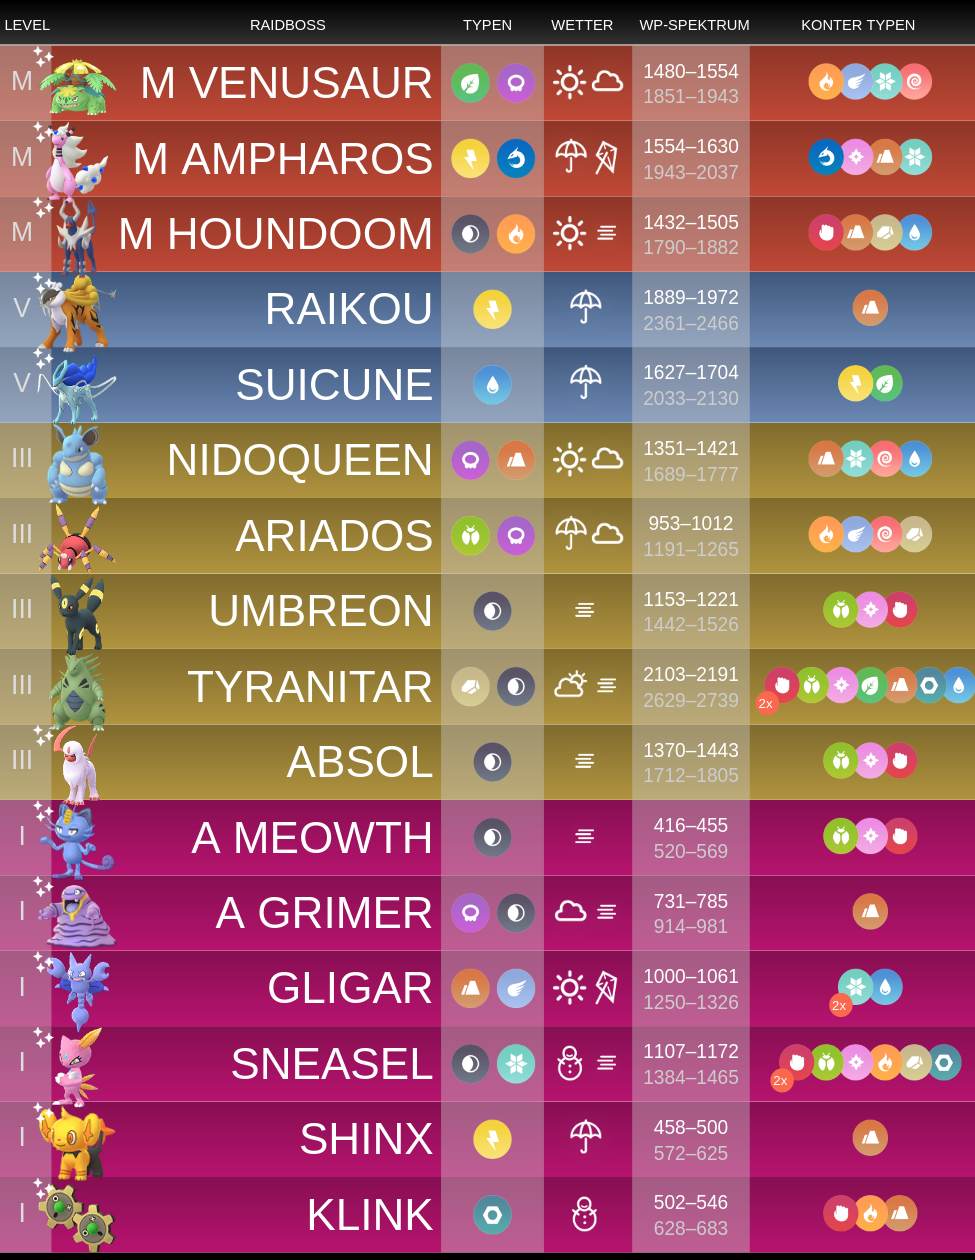 LEVEL RAIDBOSS TYPEN WETTER WP-SPEKTRUM KONTER TYPEN
M M VENUSAUR 1480–1554
1851–1943
M M AMPHAROS 1554–1630
1943–2037
M M HOUNDOOM 1432–1505
1790–1882
V RAIKOU 1889–1972
2361–2466
V SUICUNE 1627–1704
2033–2130
III NIDOQUEEN 1351–1421
1689–1777
III ARIADOS 953–1012
1191–1265
III UMBREON 1153–1221
1442–1526
III TYRANITAR 2103–2191
2629–2739 2x
III ABSOL 1370–1443
1712–1805
I A MEOWTH 416–455
520–569
I A GRIMER 731–785
914–981
I GLIGAR 1000–1061
1250–1326 2x
I SNEASEL 1107–1172
1384–1465 2x
I SHINX 458–500
572–625
I KLINK 502–546
628–683